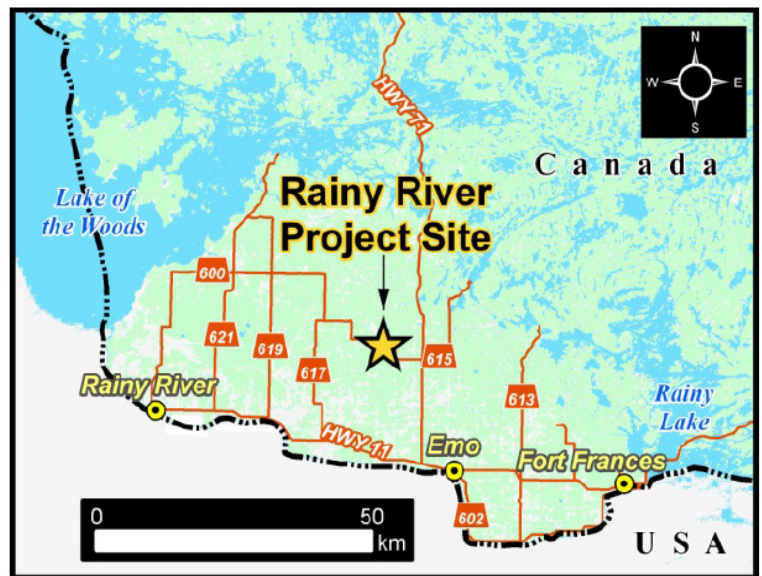 N
W
E
S
HWY-71
Canada
Lake of
the Woods
Rainy River
Project Site
600
621
619
617
615
613
Rainy River
Rainy
Lake
HWY-11
Emo
Fort Frances
602
0
50
km
USA